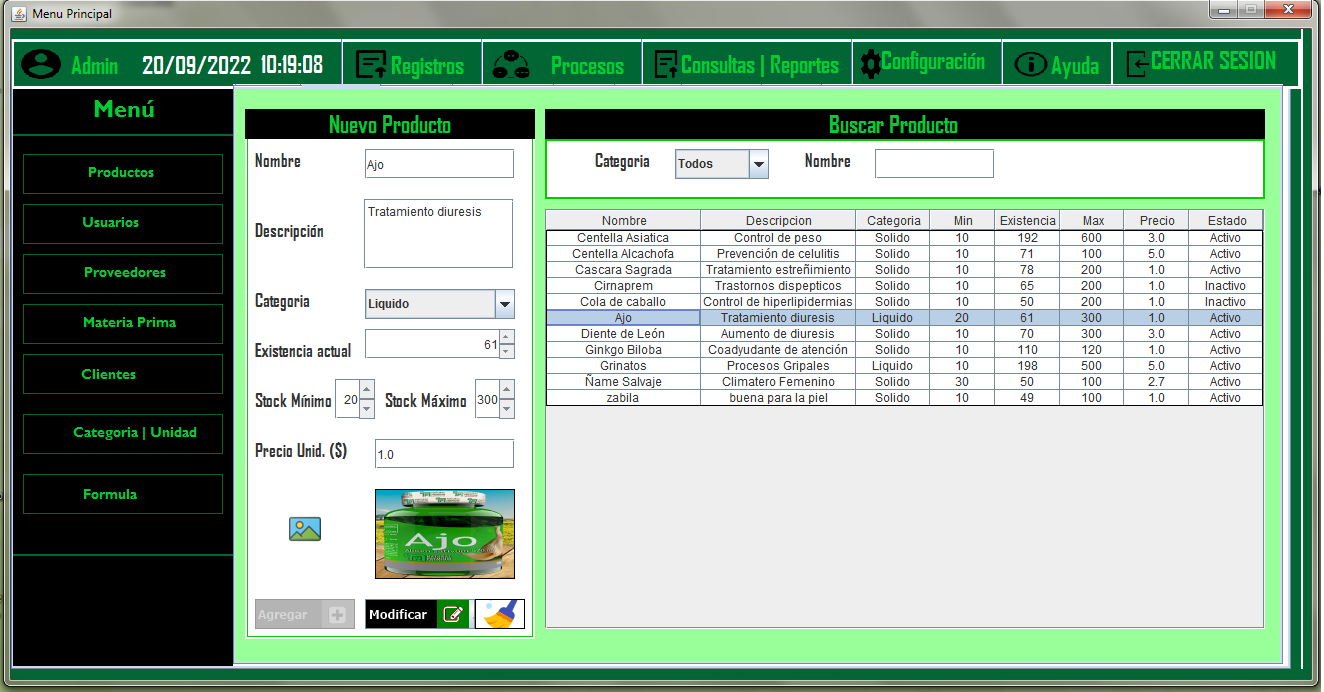 Menu Principal
Admin 20/09/2022 10:19:08 Registros Procesos Consultas | Reportes Configuración Ayuda CERRAR SESION
Menú
Productos
Usuarios
Proveedores
Materia Prima
Clientes
Categoria | Unidad
Formula
Nuevo Producto
Nombre Ajo
Descripción Tratamiento diuresis
Categoria Liquido
Existencia actual 61
Stock Mínimo 20 Stock Máximo 300
Precio Unid. ($) 1.0
Ajo
Agregar Modificar
Buscar Producto
Categoria Todos Nombre
Nombre Descripcion Categoria Min Existencia Max Precio Estado
Centella Asiatica Control de peso Solido 10 192 600 3.0 Activo
Centella Alcachofa Prevención de celulitis Solido 10 71 100 5.0 Activo
Cascara Sagrada Tratamiento estreñimiento Solido 10 78 200 1.0 Activo
Cirnaprem Trastornos dispepticos Solido 10 65 200 1.0 Inactivo
Cola de caballo Control de hiperlipidermias Solido 10 50 200 1.0 Inactivo
Ajo Tratamiento diuresis Liquido 20 61 300 1.0 Activo
Diente de León Aumento de diuresis Solido 10 70 300 3.0 Activo
Ginkgo Biloba Coadyudante de atención Solido 10 110 120 1.0 Activo
Grinatos Procesos Gripales Liquido 10 198 500 5.0 Activo
Ñame Salvaje Climatero Femenino Solido 30 50 100 2.7 Activo
zabila buena para la piel Solido 10 49 100 1.0 Activo